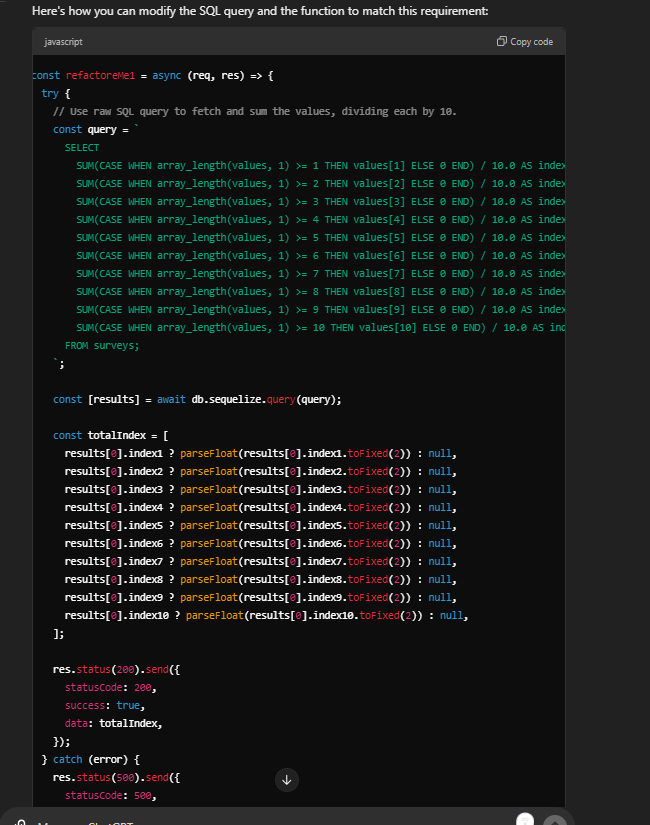 Here's how you can modify the SQL query and the function to match this requirement:
javascript
Copy code
const refactoreMe1 = async (req, res) => {
try {
// Use raw SQL query to fetch and sum the values, dividing each by 10.
const query = `
SELECT
SUM(CASE WHEN array_length(values, 1) >= 1 THEN values[1] ELSE 0 END) / 10.0 AS index
SUM(CASE WHEN array_length(values, 1) >= 2 THEN values[2] ELSE 0 END) / 10.0 AS index
SUM(CASE WHEN array_length(values, 1) >= 3 THEN values[3] ELSE 0 END) / 10.0 AS index
SUM(CASE WHEN array_length(values, 1) >= 4 THEN values[4] ELSE 0 END) / 10.0 AS index
SUM(CASE WHEN array_length(values, 1) >= 5 THEN values[5] ELSE 0 END) / 10.0 AS index
SUM(CASE WHEN array_length(values, 1) >= 6 THEN values[6] ELSE 0 END) / 10.0 AS index
SUM(CASE WHEN array_length(values, 1) >= 7 THEN values[7] ELSE 0 END) / 10.0 AS index
SUM(CASE WHEN array_length(values, 1) >= 8 THEN values[8] ELSE 0 END) / 10.0 AS index
SUM(CASE WHEN array_length(values, 1) >= 9 THEN values[9] ELSE 0 END) / 10.0 AS index
SUM(CASE WHEN array_length(values, 1) >= 10 THEN values[10] ELSE 0 END) / 10.0 AS ind
FROM surveys;
`;
const [results] = await db.sequelize.query(query);
const totalIndex = [
results[0].index1 ? parseFloat(results[0].index1.toFixed(2)) : null,
results[0].index2 ? parseFloat(results[0].index2.toFixed(2)) : null,
results[0].index3 ? parseFloat(results[0].index3.toFixed(2)) : null,
results[0].index4 ? parseFloat(results[0].index4.toFixed(2)) : null,
results[0].index5 ? parseFloat(results[0].index5.toFixed(2)) : null,
results[0].index6 ? parseFloat(results[0].index6.toFixed(2)) : null,
results[0].index7 ? parseFloat(results[0].index7.toFixed(2)) : null,
results[0].index8 ? parseFloat(results[0].index8.toFixed(2)) : null,
results[0].index9 ? parseFloat(results[0].index9.toFixed(2)) : null,
results[0].index10 ? parseFloat(results[0].index10.toFixed(2)) : null,
];
res.status(200).send({
statusCode: 200,
success: true,
data: totalIndex,
});
} catch (error) {
res.status(500).send({
statusCode: 500,